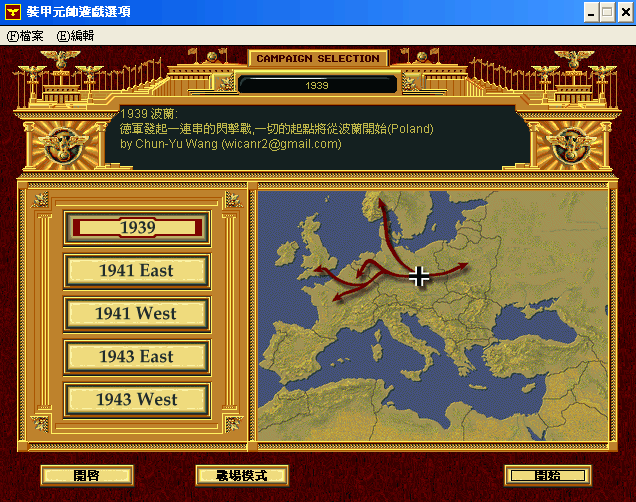 裝甲元帥遊戲選項
(F)檔案 (E)編輯
CAMPAIGN SELECTION
1939
1939 波蘭:
德軍發起一連串的閃擊戰,一切的起點將從波蘭開始(Poland)
by Chun-Yu Wang (wicanr2@gmail.com)
1939
1941 East
1941 West
1943 East
1943 West
開啓 戰場模式 開始